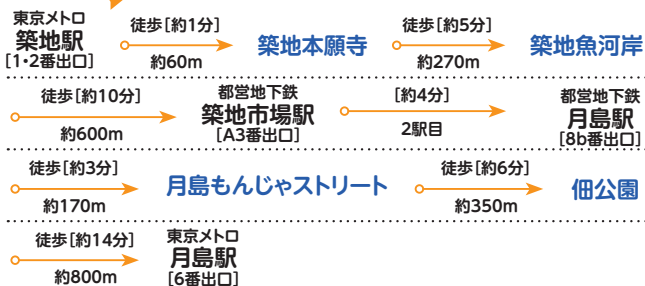 東京メトロ
築地駅
[1・2番出口]
徒歩[約1分]
約60m
築地本願寺
徒歩[約5分]
約270m
築地魚河岸
徒歩[約10分]
約600m
都営地下鉄
築地市場駅
[A3番出口]
[約4分]
2駅目
都営地下鉄
月島駅
[8b番出口]
徒歩[約3分]
約170m
月島もんじゃストリート
徒歩[約6分]
約350m
佃公園
徒歩[約14分]
約800m
東京メトロ
月島駅
[6番出口]